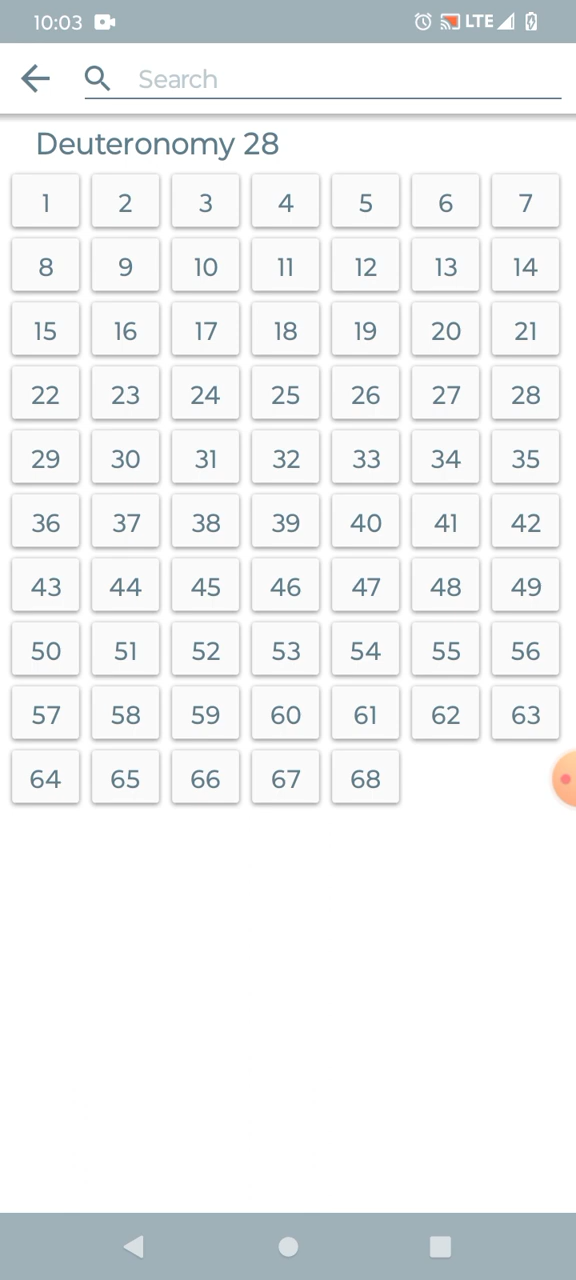 10:03 LTE
Search
Deuteronomy 28
1 2 3 4 5 6 7
8 9 10 11 12 13 14
15 16 17 18 19 20 21
22 23 24 25 26 27 28
29 30 31 32 33 34 35
36 37 38 39 40 41 42
43 44 45 46 47 48 49
50 51 52 53 54 55 56
57 58 59 60 61 62 63
64 65 66 67 68